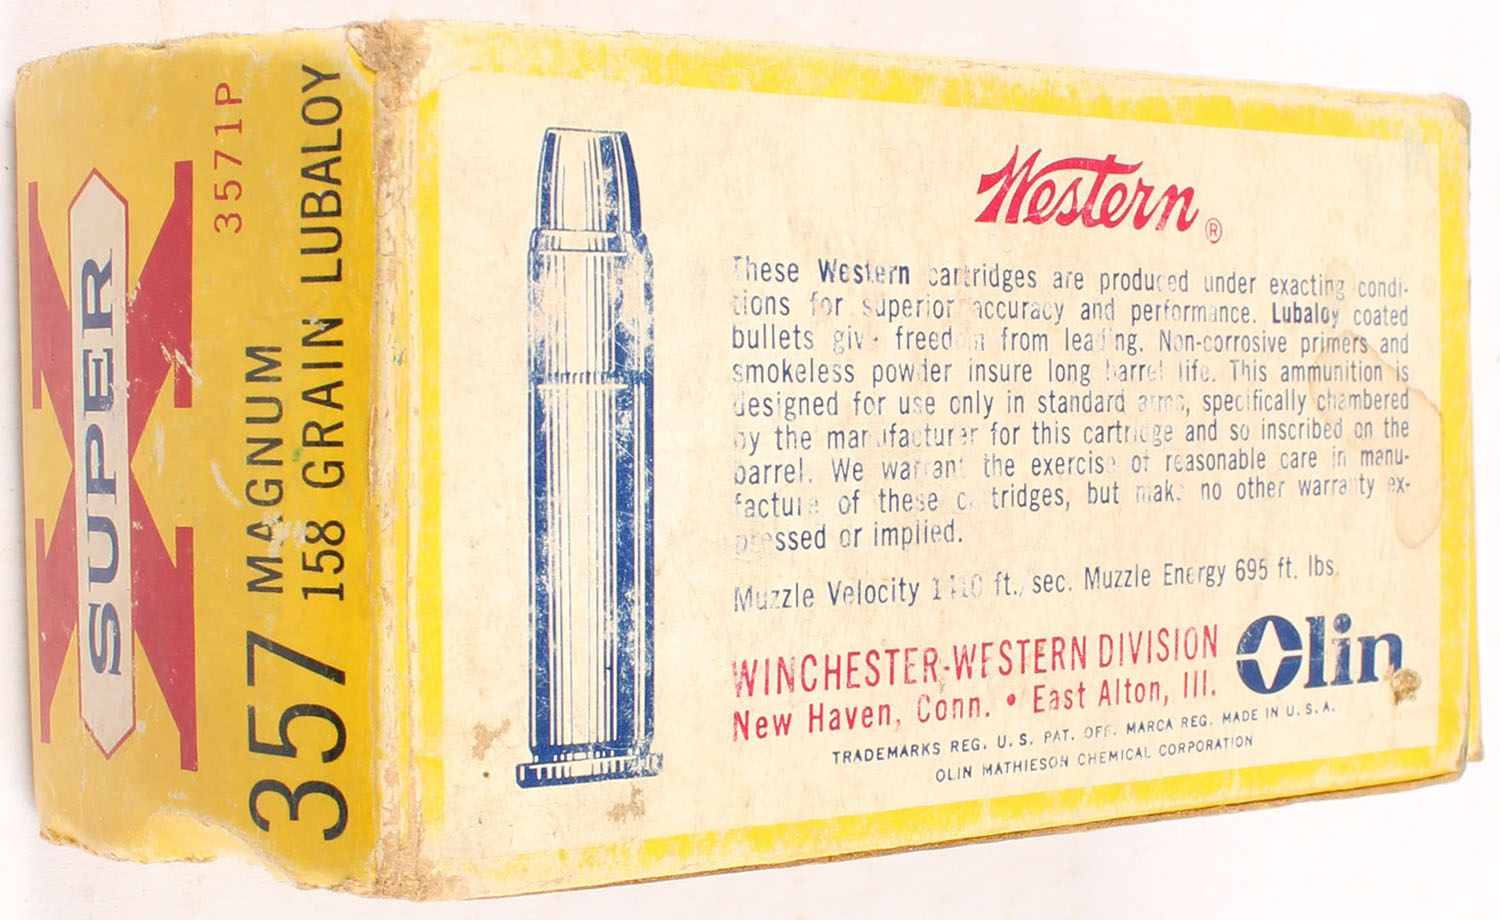 SUPER
X
3571P
357 MAGNUM
158 GRAIN LUBALOY
Western®
These Western cartridges are produced under exacting condi-
tions for superior accuracy and performance. Lubaloy coated
bullets give freedom from leading. Non-corrosive primers and
smokeless powder insure long barrel life. This ammunition is
designed for use only in standard arms, specifically chambered
by the manufacturer for this cartridge and so inscribed on the
barrel. We warrant the exercise of reasonable care in manu-
facture of these cartridges, but make no other warranty ex-
pressed or implied.
Muzzle Velocity 1410 ft./sec. Muzzle Energy 695 ft. lbs.
WINCHESTER-WESTERN DIVISION
New Haven, Conn. • East Alton, Ill.
Olin
TRADEMARKS REG. U. S. PAT. OFF. MARCA REG. MADE IN U. S. A.
OLIN MATHIESON CHEMICAL CORPORATION